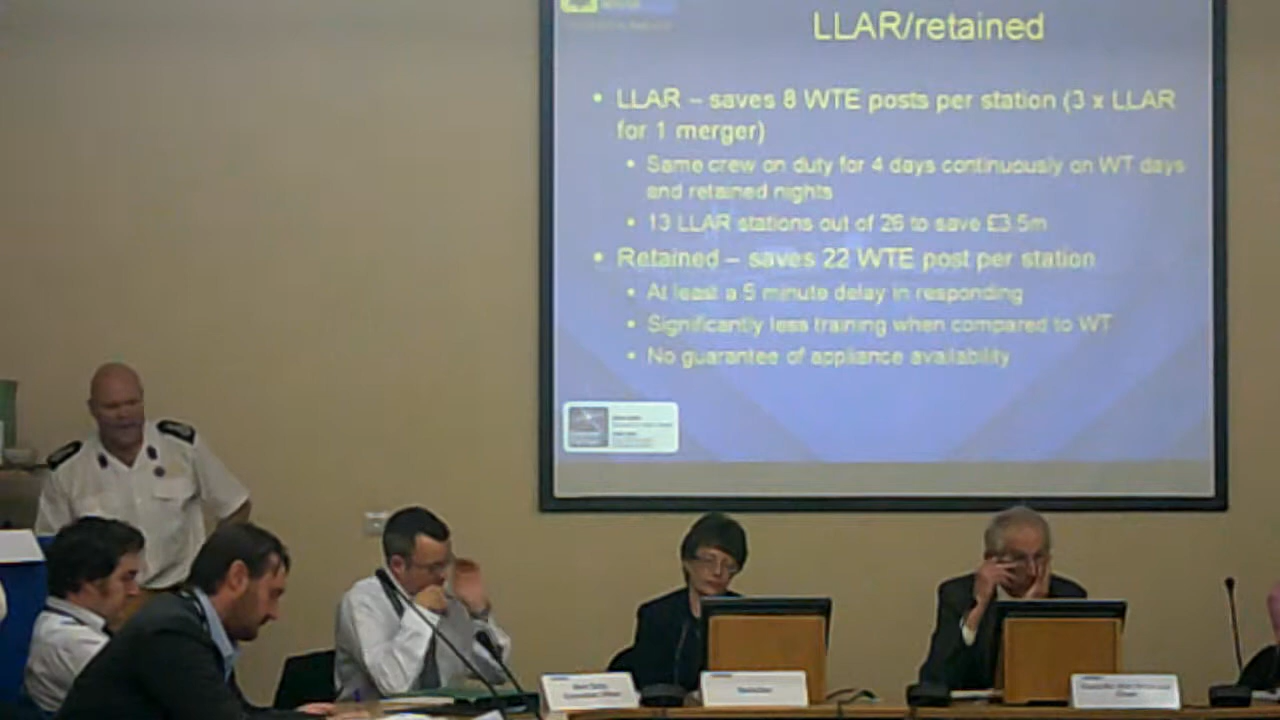 LLAR/retained
• LLAR – saves 8 WTE posts per station (3 x LLAR
for 1 merger)
• Same crew on duty for 4 days continuously on WT days
and retained nights
• 13 LLAR stations out of 26 to save £3.5m
• Retained – saves 22 WTE post per station
• At least a 5 minute delay in responding
• Significantly less training when compared to WT
• No guarantee of appliance availability